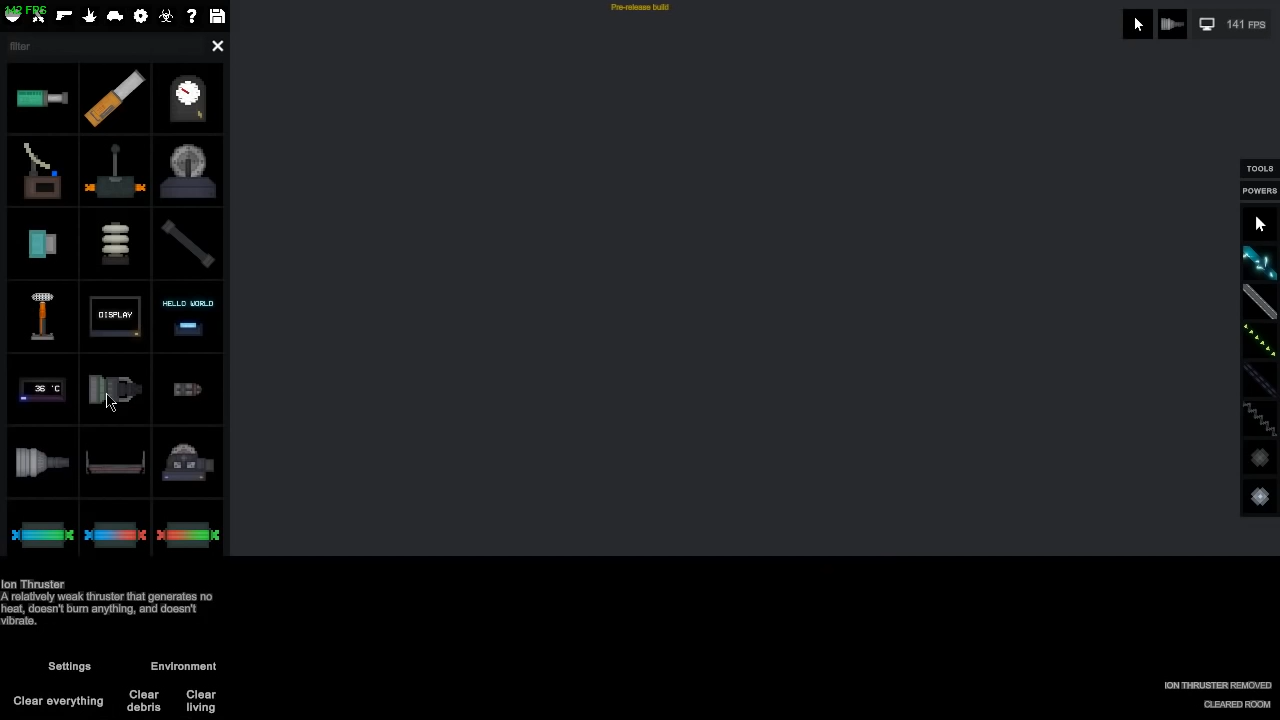 142 FPS
Pre-release build
141 FPS
filter
TOOLS
POWERS
HELLO WORLD
DISPLAY
36 °C
Ion Thruster
A relatively weak thruster that generates no
heat, doesn't burn anything, and doesn't
vibrate.
Settings
Environment
Clear everything
Clear
debris
Clear
living
ION THRUSTER REMOVED
CLEARED ROOM